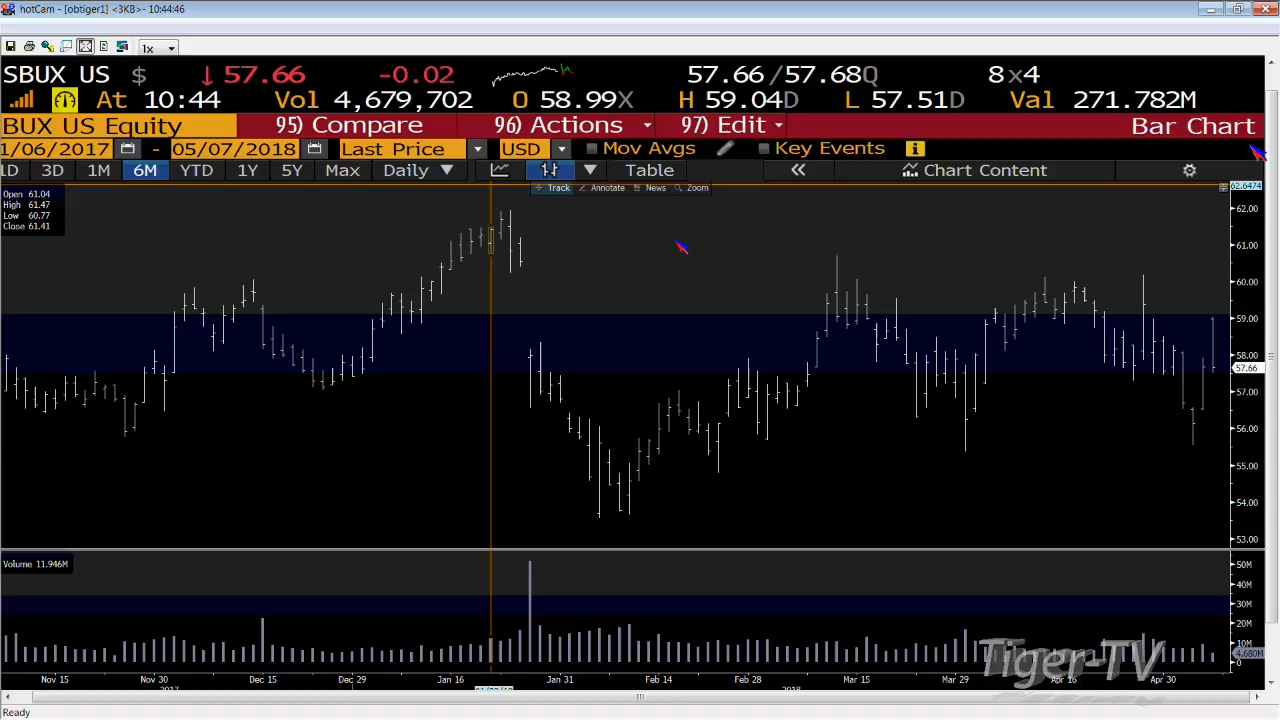 hotCam - [obtiger1] <3KB>- 10:44:46
1x
SBUX US $ ↓57.66 -0.02 57.66/57.68Q 8x4
At 10:44 Vol 4,679,702 O 58.99X H 59.04D L 57.51D Val 271.782M
BUX US Equity 95) Compare 96) Actions 97) Edit Bar Chart
1/06/2017 - 05/07/2018 Last Price USD Mov Avgs Key Events
3D 1M 6M YTD 1Y 5Y Max Daily Table « Chart Content
Track Annotate News Zoom
Open 61.04
High 61.47
Low 60.77
Close 61.41
62.6474
62.00
61.00
60.00
59.00
58.00
57.66
57.00
56.00
55.00
54.00
53.00
Volume 11.946M
50M
40M
30M
20M
10M
4.680M
0
Tiger-TV
Nov 15 Nov 30 Dec 15 Dec 29 Jan 16 Jan 31 Feb 14 Feb 28 Mar 15 Mar 29 Apr 16 Apr 30
2017 2018
Ready